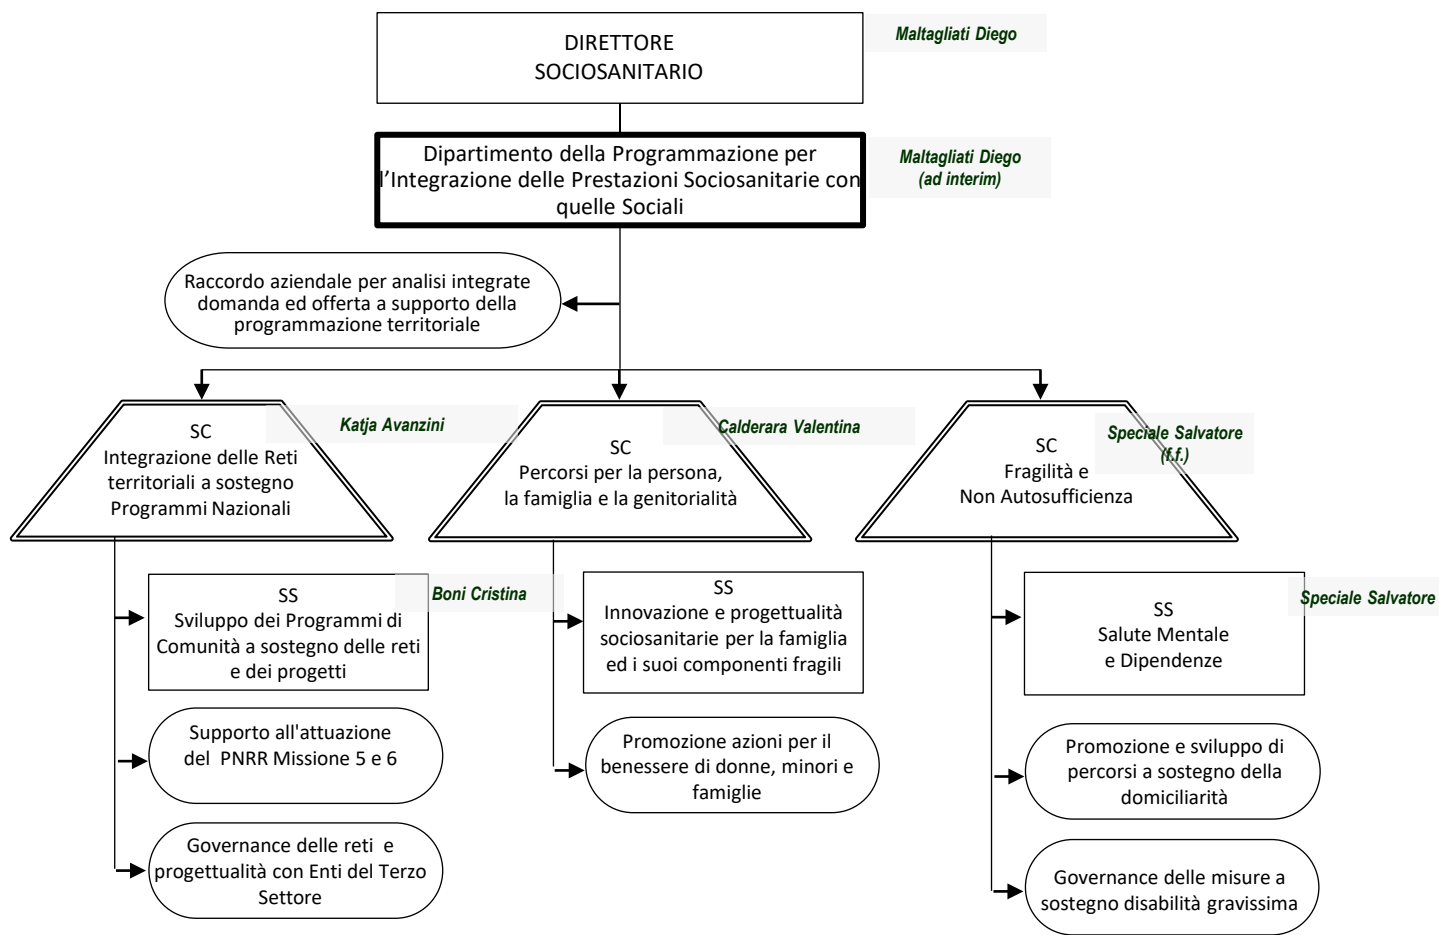 DIRETTORE
SOCIOSANITARIO
Maltagliati Diego
Dipartimento della Programmazione per
l'Integrazione delle Prestazioni Sociosanitarie con
quelle Sociali
Maltagliati Diego
(ad interim)
Raccordo aziendale per analisi integrate
domanda ed offerta a supporto della
programmazione territoriale
SC
Integrazione delle Reti
territoriali a sostegno
Programmi Nazionali
Katja Avanzini
SC
Percorsi per la persona,
la famiglia e la genitorialità
Calderara Valentina
SC
Fragilità e
Non Autosufficienza
Speciale Salvatore
(f.f.)
SS
Sviluppo dei Programmi di
Comunità a sostegno delle reti
e dei progetti
Boni Cristina
SS
Innovazione e progettualità
sociosanitarie per la famiglia
ed i suoi componenti fragili
SS
Salute Mentale
e Dipendenze
Speciale Salvatore
Supporto all'attuazione
del PNRR Missione 5 e 6
Promozione azioni per il
benessere di donne, minori e
famiglie
Promozione e sviluppo di
percorsi a sostegno della
domiciliarità
Governance delle reti e
progettualità con Enti del Terzo
Settore
Governance delle misure a
sostegno disabilità gravissima